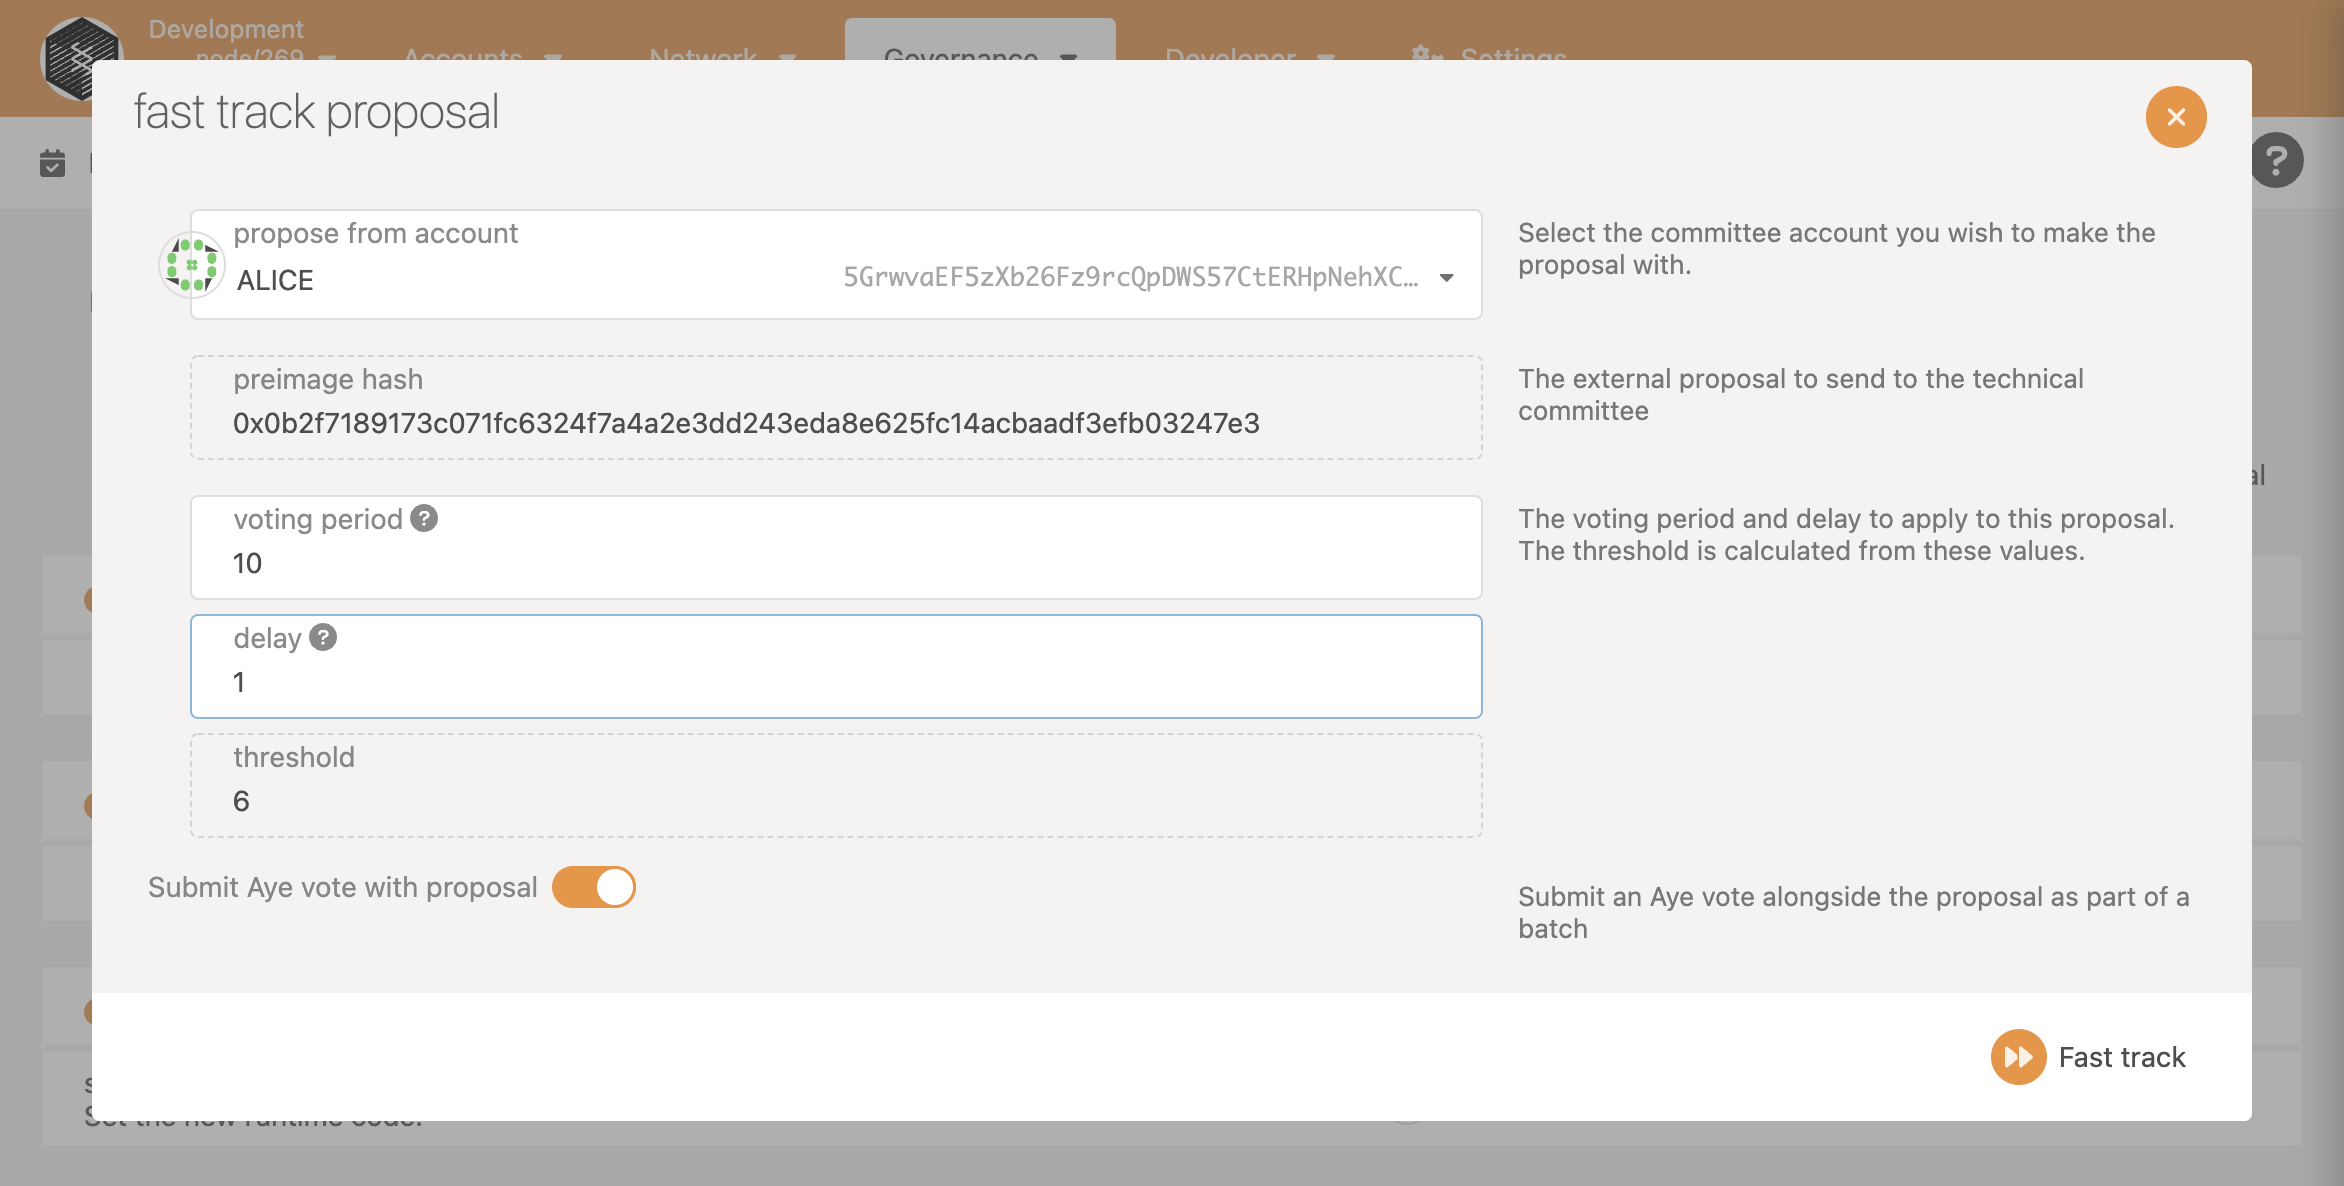 Development
node/269
Accounts
Network
Governance
Developer
Settings
fast track proposal
propose from account
ALICE
5GrwvaEF5zXb26Fz9rcQpDWS57CtERHpNehXC…
Select the committee account you wish to make the
proposal with.
preimage hash
0x0b2f7189173c071fc6324f7a4a2e3dd243eda8e625fc14acbaadf3efb03247e3
The external proposal to send to the technical
committee
voting period
10
The voting period and delay to apply to this proposal.
The threshold is calculated from these values.
delay
1
threshold
6
Submit Aye vote with proposal
Submit an Aye vote alongside the proposal as part of a
batch
Fast track
Set the new runtime code.